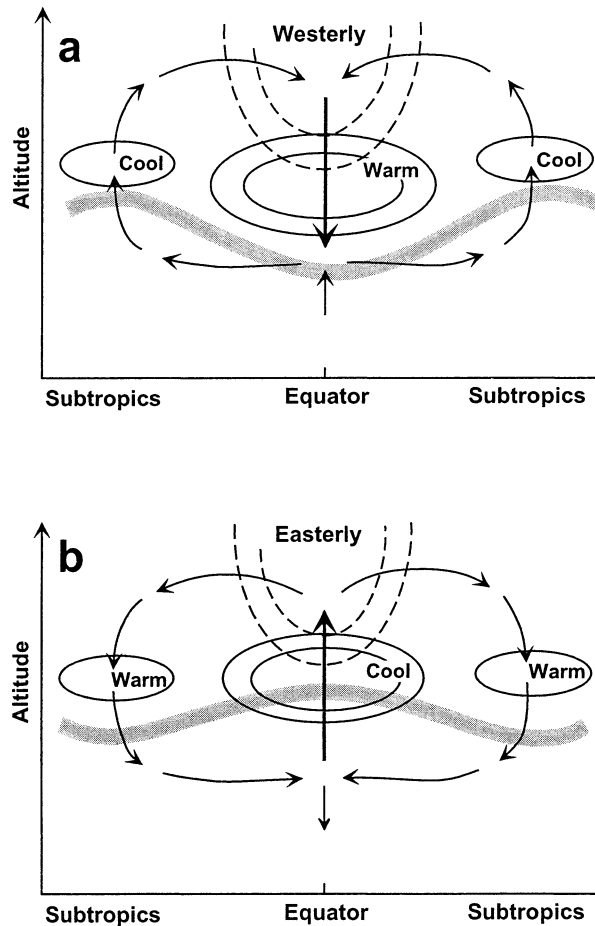 a
Westerly
Cool
Warm
Cool
Altitude
Subtropics
Equator
Subtropics
b
Easterly
Warm
Cool
Warm
Altitude
Subtropics
Equator
Subtropics